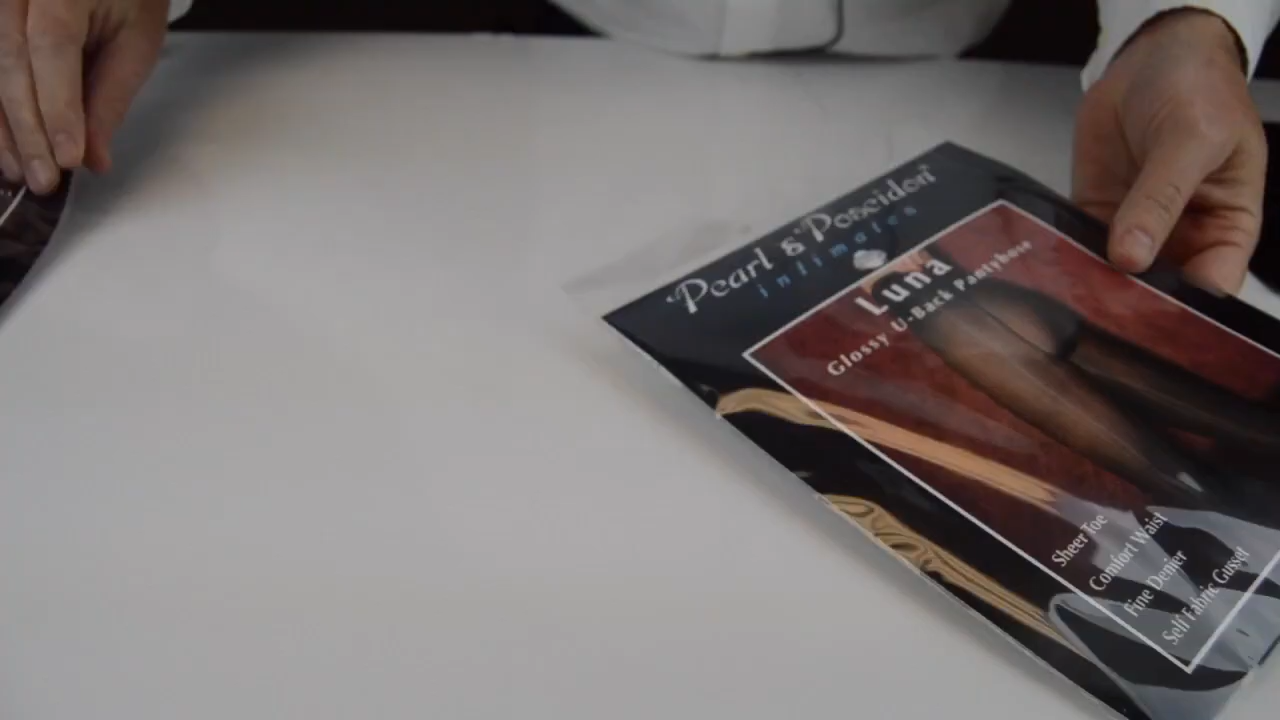 Pearl & Poseidon
intimates
Luna
Glossy U-Back Pantyhose
Sheer Toe
Comfort Waist
Fine Denier
Self Fabric Gusset